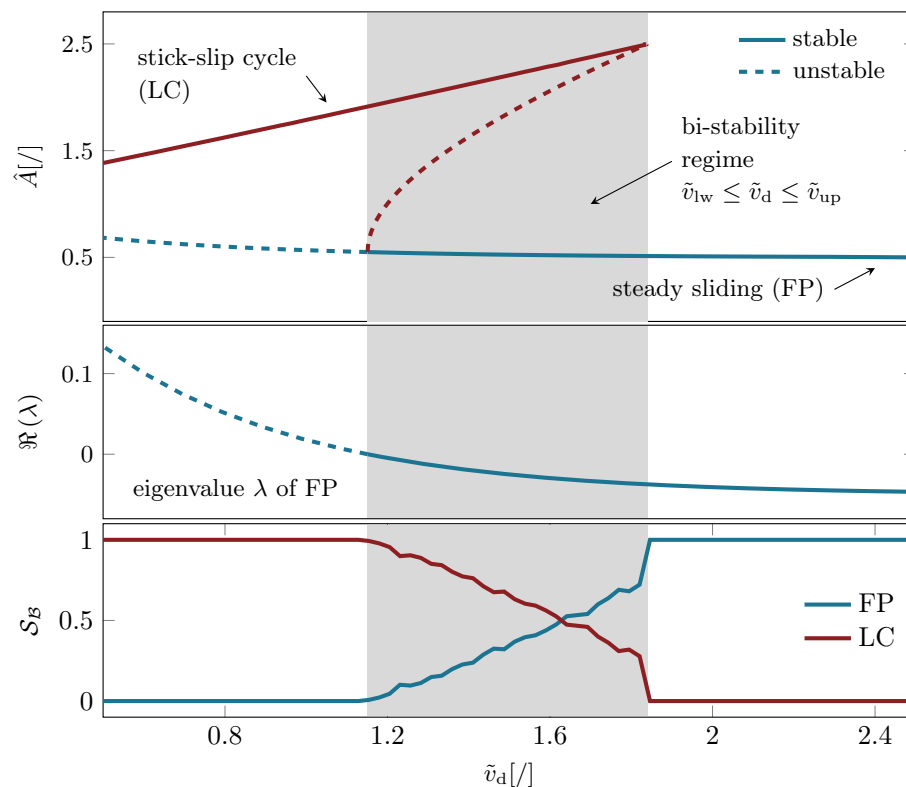 2.5
1.5
0.5
Â[/]
stick-slip cycle
(LC)
stable
unstable
bi-stability
regime
ṽ_lw ≤ ṽ_d ≤ ṽ_up
steady sliding (FP)
0.1
0
ℜ(λ)
eigenvalue λ of FP
1
0.5
0
S_B
FP
LC
0.8
1.2
1.6
2
2.4
ṽ_d[/]